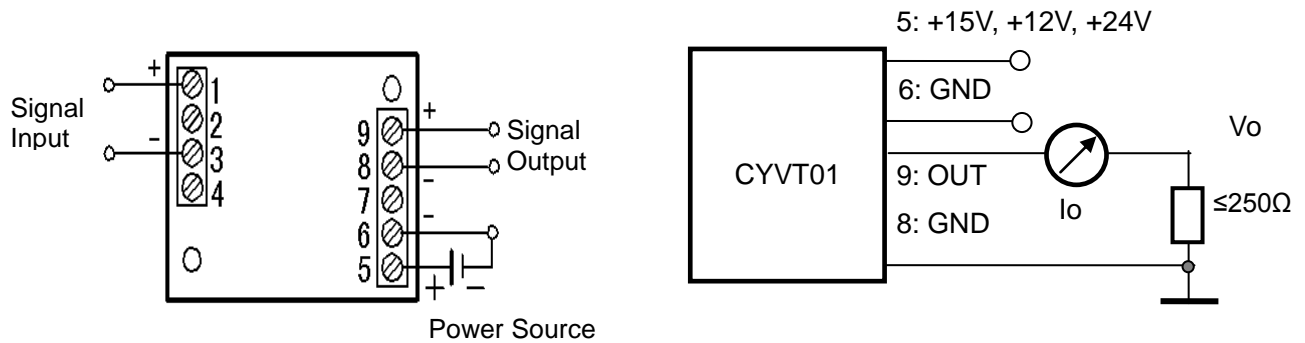 +
1
2
-
3
4
Signal
Input
+
9
Signal
8
Output
-
7
-
6
5
+ -
Power Source
5: +15V, +12V, +24V
6: GND
CYVT01
9: OUT
8: GND
Io
Vo
≤250Ω